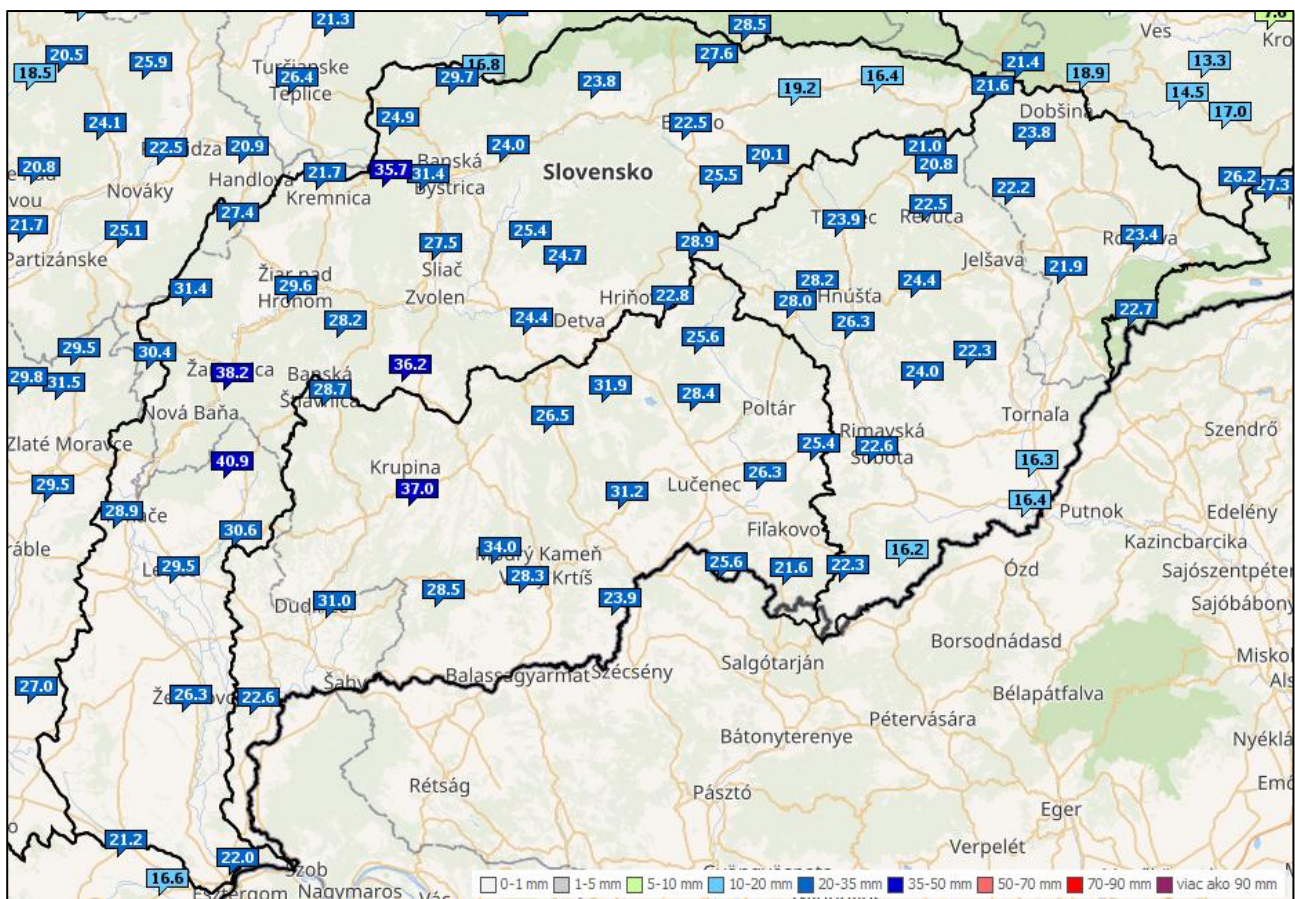 21.3
28.5
7.6
Ves
Kro
20.5
25.9
27.6
21.4
13.3
18.5
16.8
Turčianske
Teplice
26.4
29.7
23.8
16.4
21.6
18.9
19.2
14.5
Dobšiná
17.0
24.9
24.1
22.5
23.8
22.5
20.9
24.0
21.0
20.1
20.8
Handlová
21.7
35.7
31.4
Banská
Bystrica
Slovensko
25.5
20.8
26.2
27.3
Nováky
Kremnica
22.2
vou
27.4
22.5
Revúca
23.9
21.7
25.1
27.5
25.4
28.9
23.4
Partizánske
24.7
Sliač
Jelšava
21.9
Žiar nad
Hronom
31.4
29.6
Zvolen
22.8
28.2
28.0
Hnúšťa
24.4
28.2
24.4
Detva
26.3
22.7
29.5
30.4
25.6
22.3
29.8
31.5
38.2
36.2
Banská
28.7
31.9
28.4
24.0
Nová Baňa
26.5
Poltár
Tornaľa
Zlaté Moravce
25.4
Rimavská
Sobota
22.6
Szendrő
40.9
Krupina
37.0
26.3
16.3
29.5
31.2
Lučenec
16.4
28.9
Putnok
Edelény
30.6
Fiľakovo
34.0
Modrý Kameň
16.2
Kazincbarcika
29.5
28.3
25.6
21.6
22.3
Ózd
Sajószentpéter
31.0
28.5
23.9
Sajóbábony
Borsodnádasd
Miskol
27.0
26.3
22.6
Balassagyarmat
Szécsény
Salgótarján
Bélapátfalva
Pétervására
Bátonyterenye
Nyéklá
Rétság
Pásztó
Emő
Eger
21.2
Verpelét
22.0
Szob
16.6
Esztergom
Nagymaros
Vác
0-1 mm 1-5 mm 5-10 mm 10-20 mm 20-35 mm 35-50 mm 50-70 mm 70-90 mm viac ako 90 mm